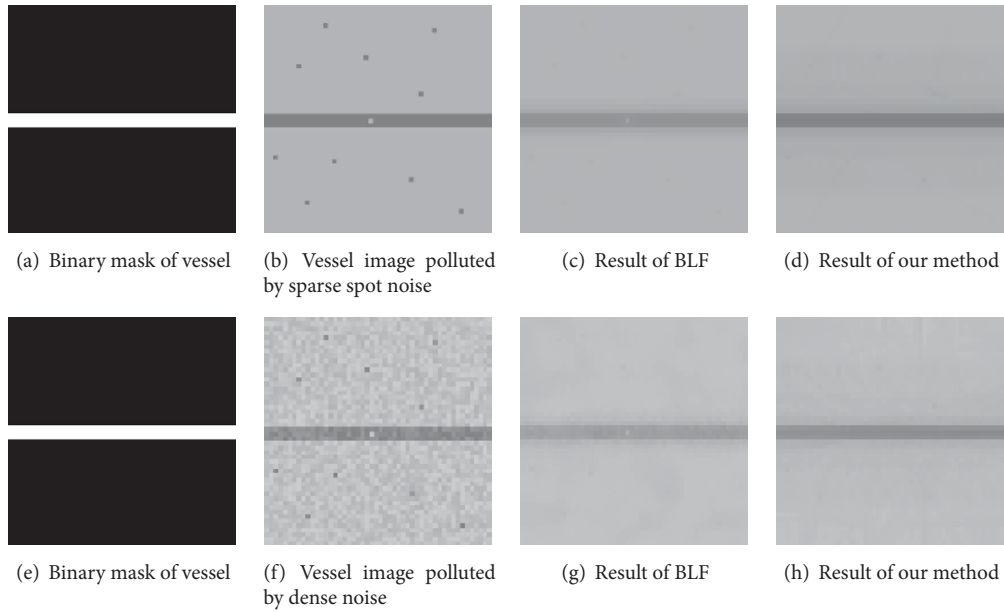 (a) Binary mask of vessel
(b) Vessel image polluted
by sparse spot noise
(c) Result of BLF
(d) Result of our method
(e) Binary mask of vessel
(f) Vessel image polluted
by dense noise
(g) Result of BLF
(h) Result of our method